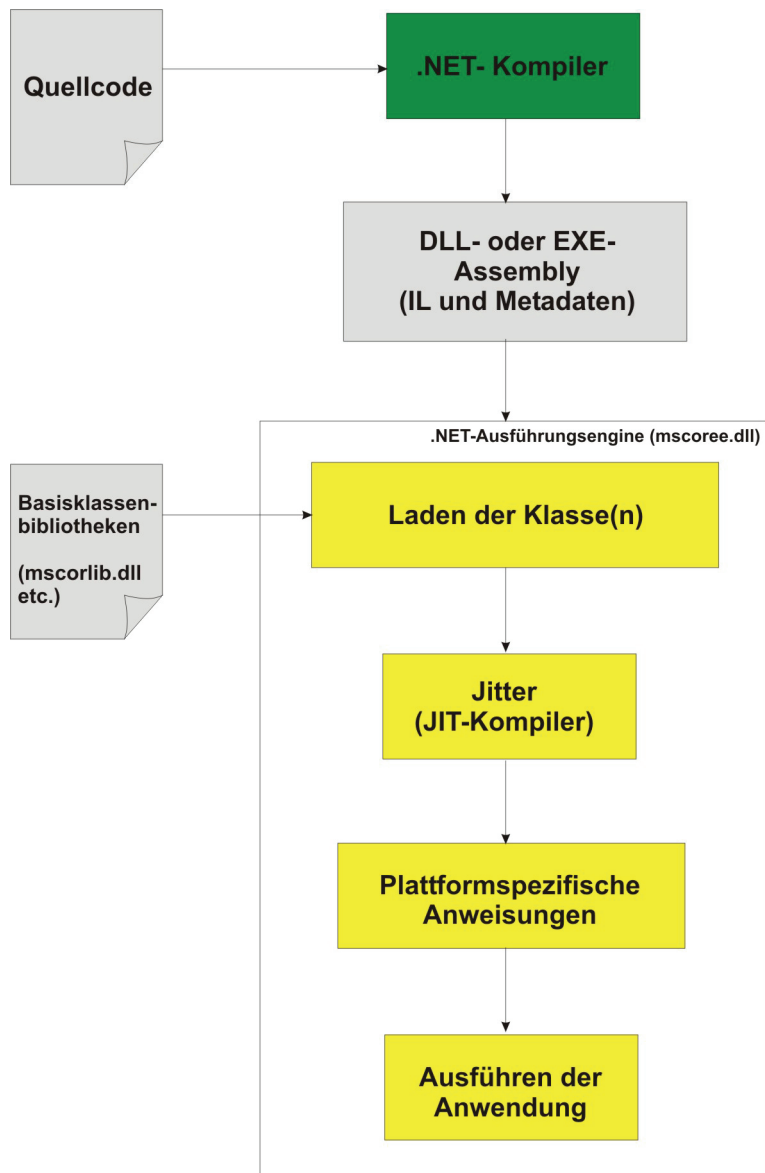 Quellcode
.NET- Kompiler
DLL- oder EXE-
Assembly
(IL und Metadaten)
.NET-Ausführungsengine (mscoree.dll)
Basisklassen-
bibliotheken
(mscorlib.dll
etc.)
Laden der Klasse(n)
Jitter
(JIT-Kompiler)
Plattformspezifische
Anweisungen
Ausführen der
Anwendung